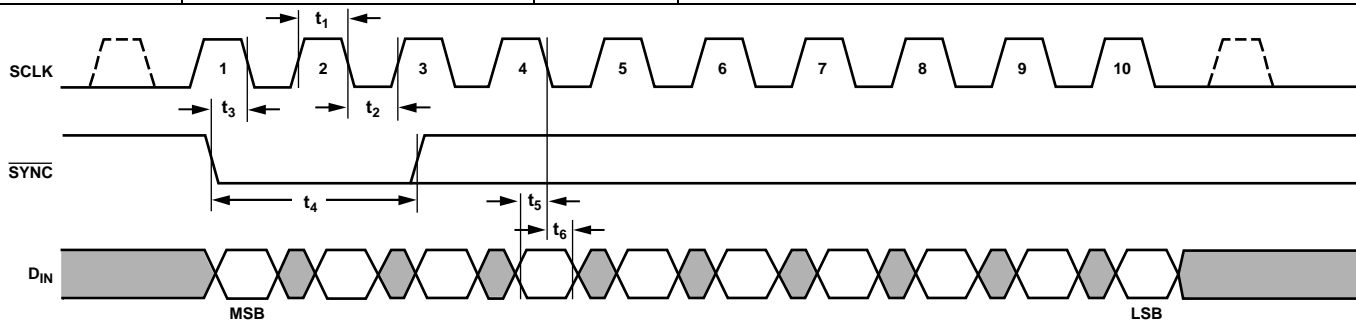 t1
SCLK
1 2 3 4 5 6 7 8 9 10
t3
t2
SYNC
t4
t5
t6
DIN
MSB
LSB